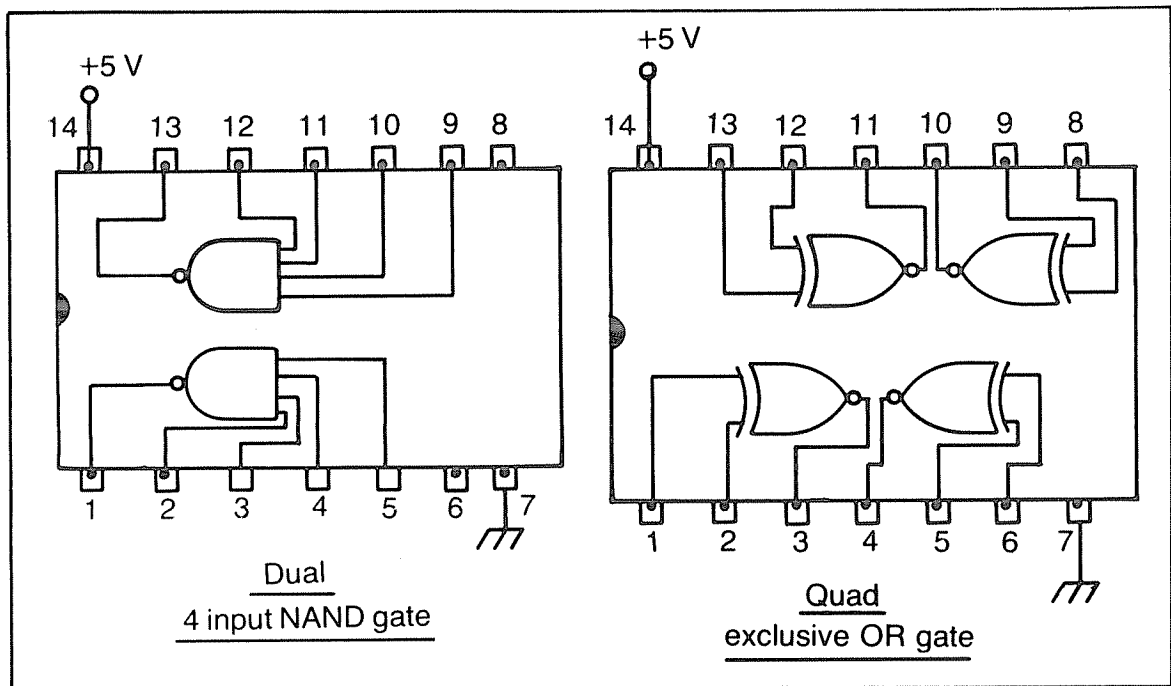 +5 V
14 13 12 11 10 9 8
1 2 3 4 5 6 7
Dual
4 input NAND gate
+5 V
14 13 12 11 10 9 8
1 2 3 4 5 6 7
Quad
exclusive OR gate